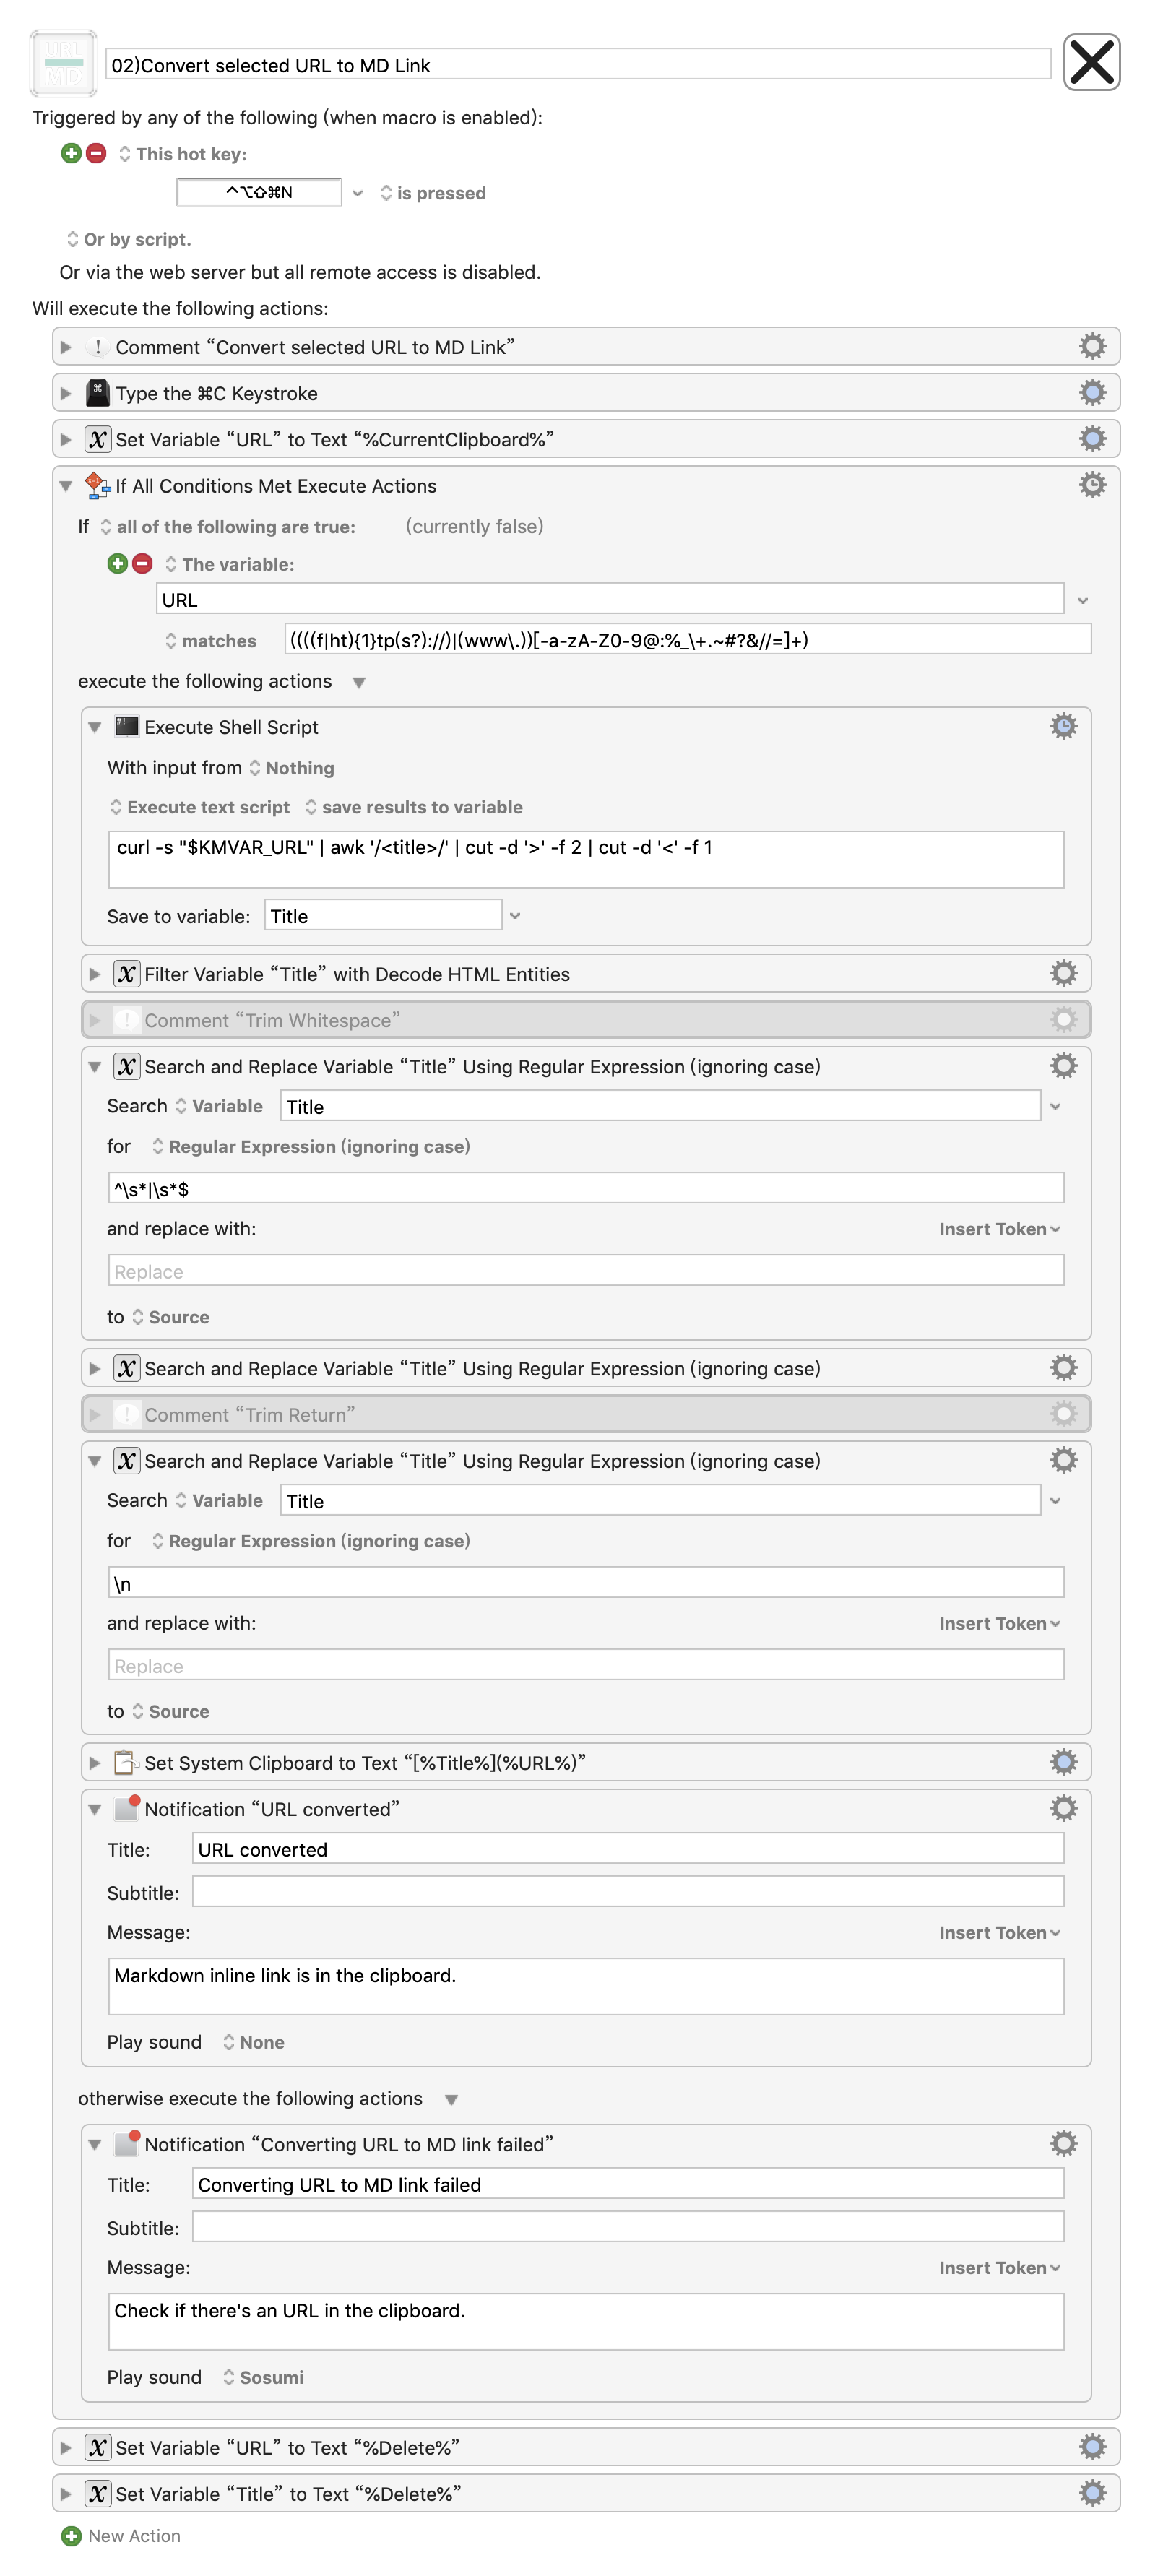 URL
MD
02)Convert selected URL to MD Link
Triggered by any of the following (when macro is enabled):
This hot key:
^⌥⇧⌘N is pressed
Or by script.
Or via the web server but all remote access is disabled.
Will execute the following actions:
Comment “Convert selected URL to MD Link”
Type the ⌘C Keystroke
Set Variable “URL” to Text “%CurrentClipboard%”
If All Conditions Met Execute Actions
If all of the following are true: (currently false)
The variable:
URL
matches ((((f|ht){1}tp(s?)://)|(www\.))[-a-zA-Z0-9@:%_\+.~#?&//=]+)
execute the following actions
Execute Shell Script
With input from Nothing
Execute text script save results to variable
curl -s "$KMVAR_URL" | awk '/<title>/' | cut -d '>' -f 2 | cut -d '<' -f 1
Save to variable: Title
Filter Variable “Title” with Decode HTML Entities
Comment “Trim Whitespace”
Search and Replace Variable “Title” Using Regular Expression (ignoring case)
Search Variable Title
for Regular Expression (ignoring case)
^\s*|\s*$
and replace with: Insert Token
Replace
to Source
Search and Replace Variable “Title” Using Regular Expression (ignoring case)
Comment “Trim Return”
Search and Replace Variable “Title” Using Regular Expression (ignoring case)
Search Variable Title
for Regular Expression (ignoring case)
\n
and replace with: Insert Token
Replace
to Source
Set System Clipboard to Text “[%Title%](%URL%)”
Notification “URL converted”
Title: URL converted
Subtitle:
Message: Insert Token
Markdown inline link is in the clipboard.
Play sound None
otherwise execute the following actions
Notification “Converting URL to MD link failed”
Title: Converting URL to MD link failed
Subtitle:
Message: Insert Token
Check if there's an URL in the clipboard.
Play sound Sosumi
Set Variable “URL” to Text “%Delete%”
Set Variable “Title” to Text “%Delete%”
New Action